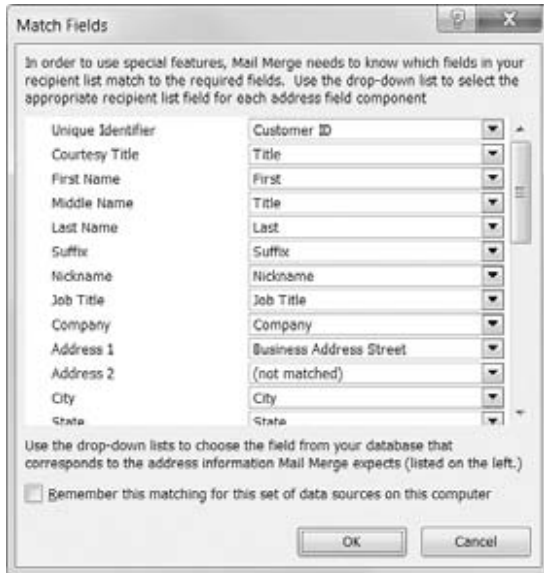 Match Fields
In order to use special features, Mail Merge needs to know which fields in your
recipient list match to the required fields. Use the drop-down list to select the
appropriate recipient list field for each address field component
Unique Identifier Customer ID
Courtesy Title Title
First Name First
Middle Name Title
Last Name Last
Suffix Suffix
Nickname Nickname
Job Title Job Title
Company Company
Address 1 Business Address Street
Address 2 (not matched)
City City
State State
Use the drop-down lists to choose the field from your database that
corresponds to the address information Mail Merge expects (listed on the left.)
Remember this matching for this set of data sources on this computer
OK Cancel